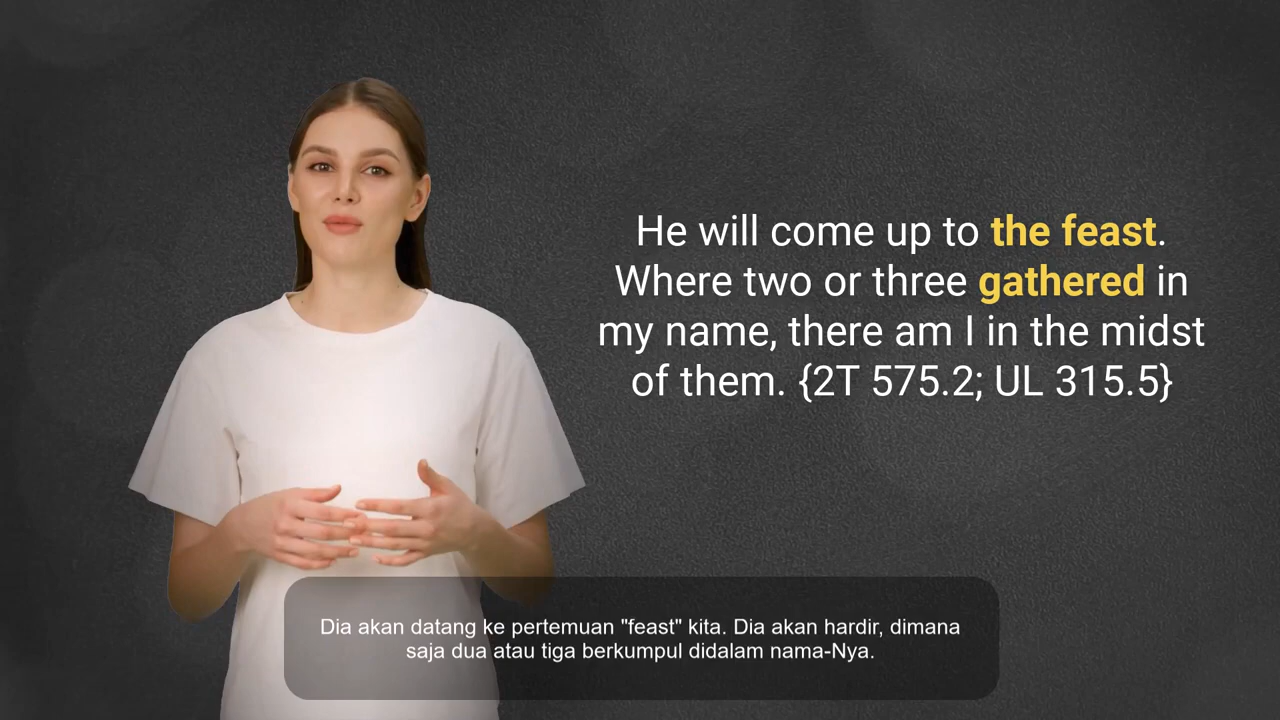 He will come up to the feast.
Where two or three gathered in
my name, there am I in the midst
of them. {2T 575.2; UL 315.5}
Dia akan datang ke pertemuan "feast" kita. Dia akan hardir, dimana
saja dua atau tiga berkumpul didalam nama-Nya.